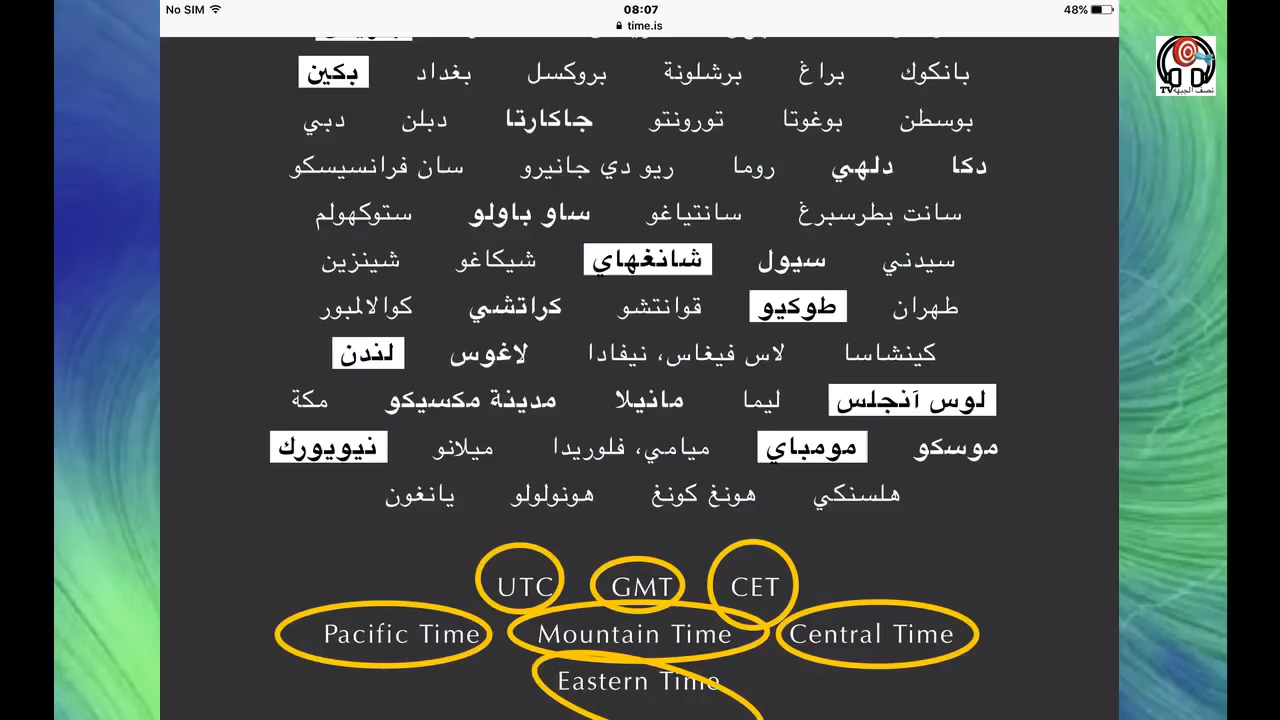 No SIM 08:07 48%
time.is
بانكوك براغ برشلونة بروكسل بغداد بكين
بوسطن بوغوتا تورونتو جاكارتا دبلن دبي
دكا دلهي روما ريو دي جانيرو سان فرانسيسكو
سانت بطرسبرغ سانتياغو ساو باولو ستوكهولم
سيدني سيول شانغهاي شيكاغو شينزين
طهران طوكيو قوانتشو كراتشي كوالالمبور
كينشاسا لاس فيغاس، نيفادا لاغوس لندن
لوس آنجلس ليما مانيلا مدينة مكسيكو مكة
موسكو مومباي ميامي، فلوريدا ميلانو نيويورك
هلسنكي هونغ كونغ هونولولو يانغون
UTC GMT CET
Pacific Time Mountain Time Central Time
Eastern Time
نصف الجبهة TV